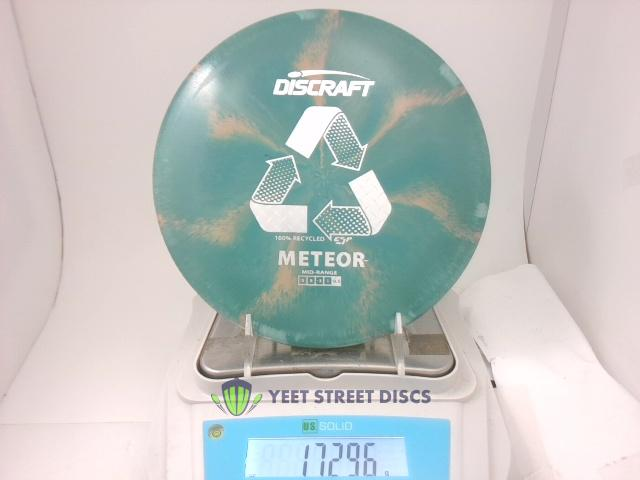 DISCRAFT
100% RECYCLED ESP
METEOR
MID-RANGE
YEET STREET DISCS
US SOLID
172.96 g